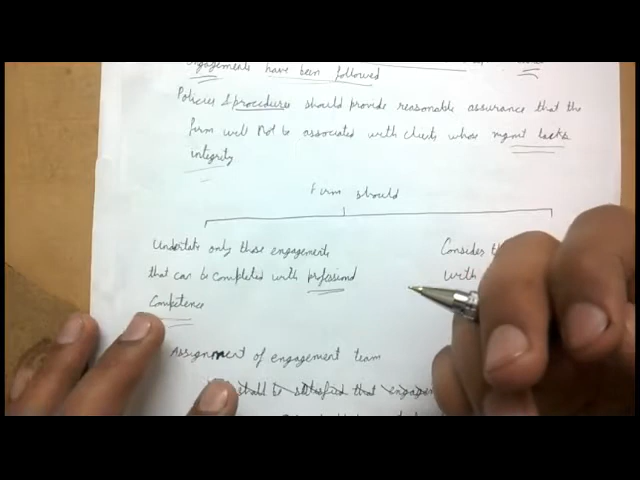 engagements have been followed
Policies & procedures should provide reasonable assurance that the
firm will Not be associated with clients whose mgmt lacks
integrity
Firm should
Undertake only those engagements
that can be completed with professional
Competence
Consider
with
Assignment of engagement team
shall be satisfied that